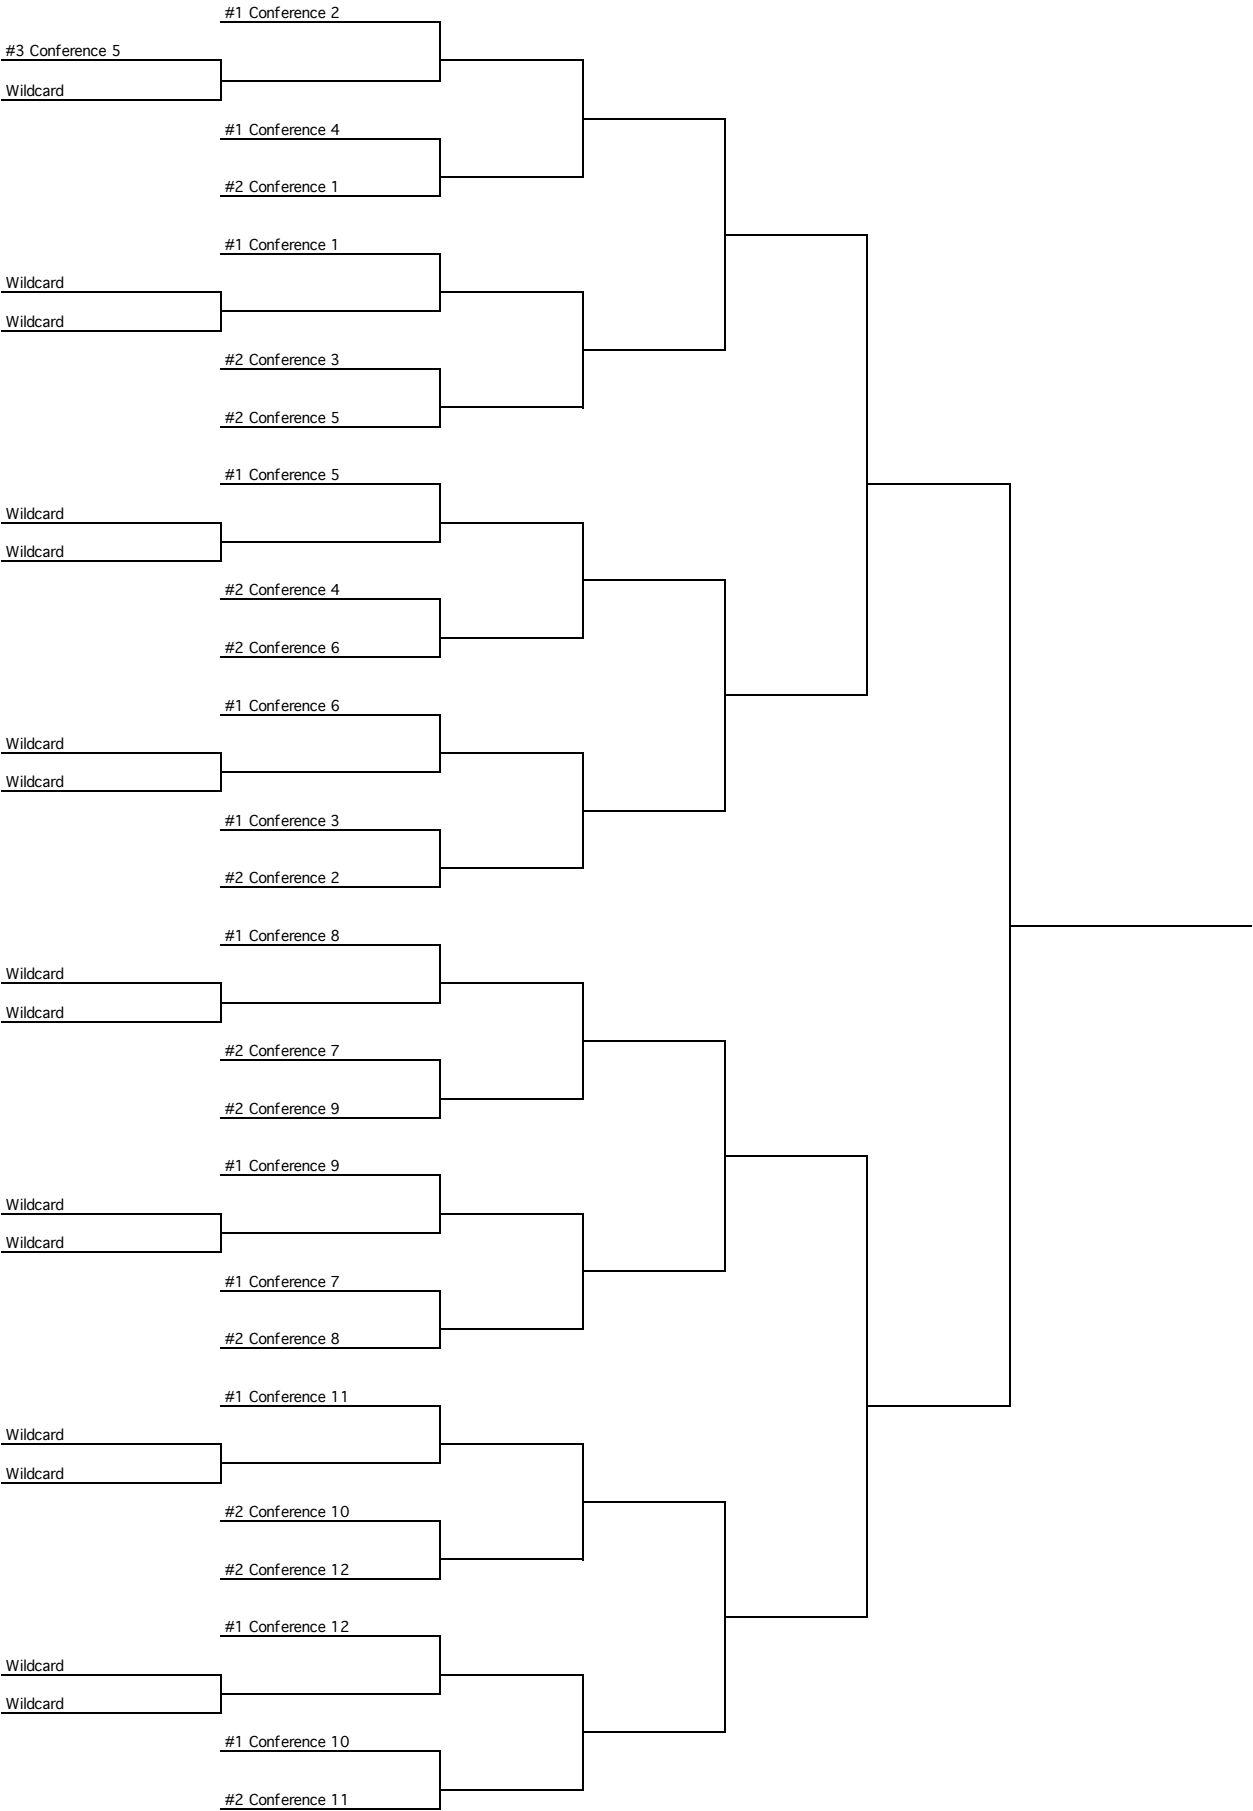 #1 Conference 2
#3 Conference 5
Wildcard
#1 Conference 4
#2 Conference 1
#1 Conference 1
Wildcard
Wildcard
#2 Conference 3
#2 Conference 5
#1 Conference 5
Wildcard
Wildcard
#2 Conference 4
#2 Conference 6
#1 Conference 6
Wildcard
Wildcard
#1 Conference 3
#2 Conference 2
#1 Conference 8
Wildcard
Wildcard
#2 Conference 7
#2 Conference 9
#1 Conference 9
Wildcard
Wildcard
#1 Conference 7
#2 Conference 8
#1 Conference 11
Wildcard
Wildcard
#2 Conference 10
#2 Conference 12
#1 Conference 12
Wildcard
Wildcard
#1 Conference 10
#2 Conference 11